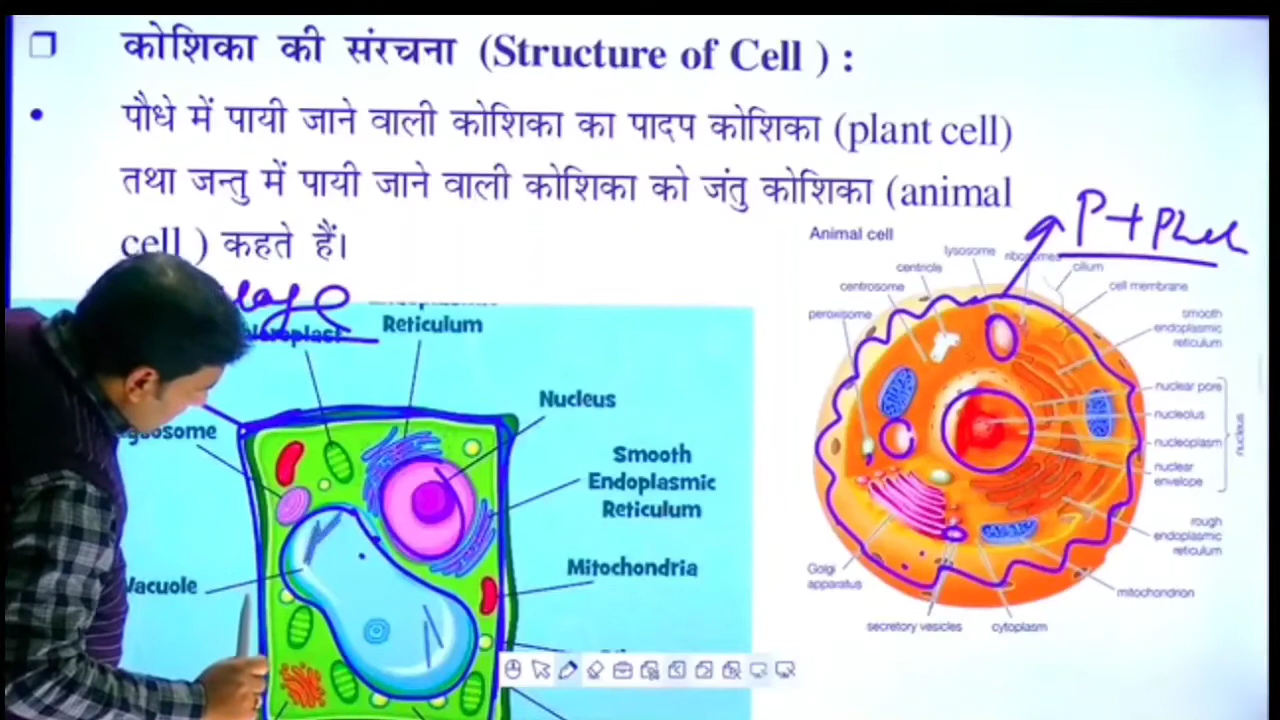 कोशिका की संरचना (Structure of Cell ) :
• पौधे में पायी जाने वाली कोशिका का पादप कोशिका (plant cell)
तथा जन्तु में पायी जाने वाली कोशिका को जंतु कोशिका (animal
cell ) कहते हैं।
Reticulum
Nucleus
Smooth
Endoplasmic
Reticulum
Mitochondria
Vacuole
Animal cell
lysosome
ribosomes
centriole
cilium
centrosome
cell membrane
peroxisome
smooth
endoplasmic
reticulum
nuclear pore
nucleolus
nucleoplasm
nuclear
envelope
nucleus
rough
endoplasmic
reticulum
Golgi
apparatus
mitochondrion
secretory vesicles
cytoplasm